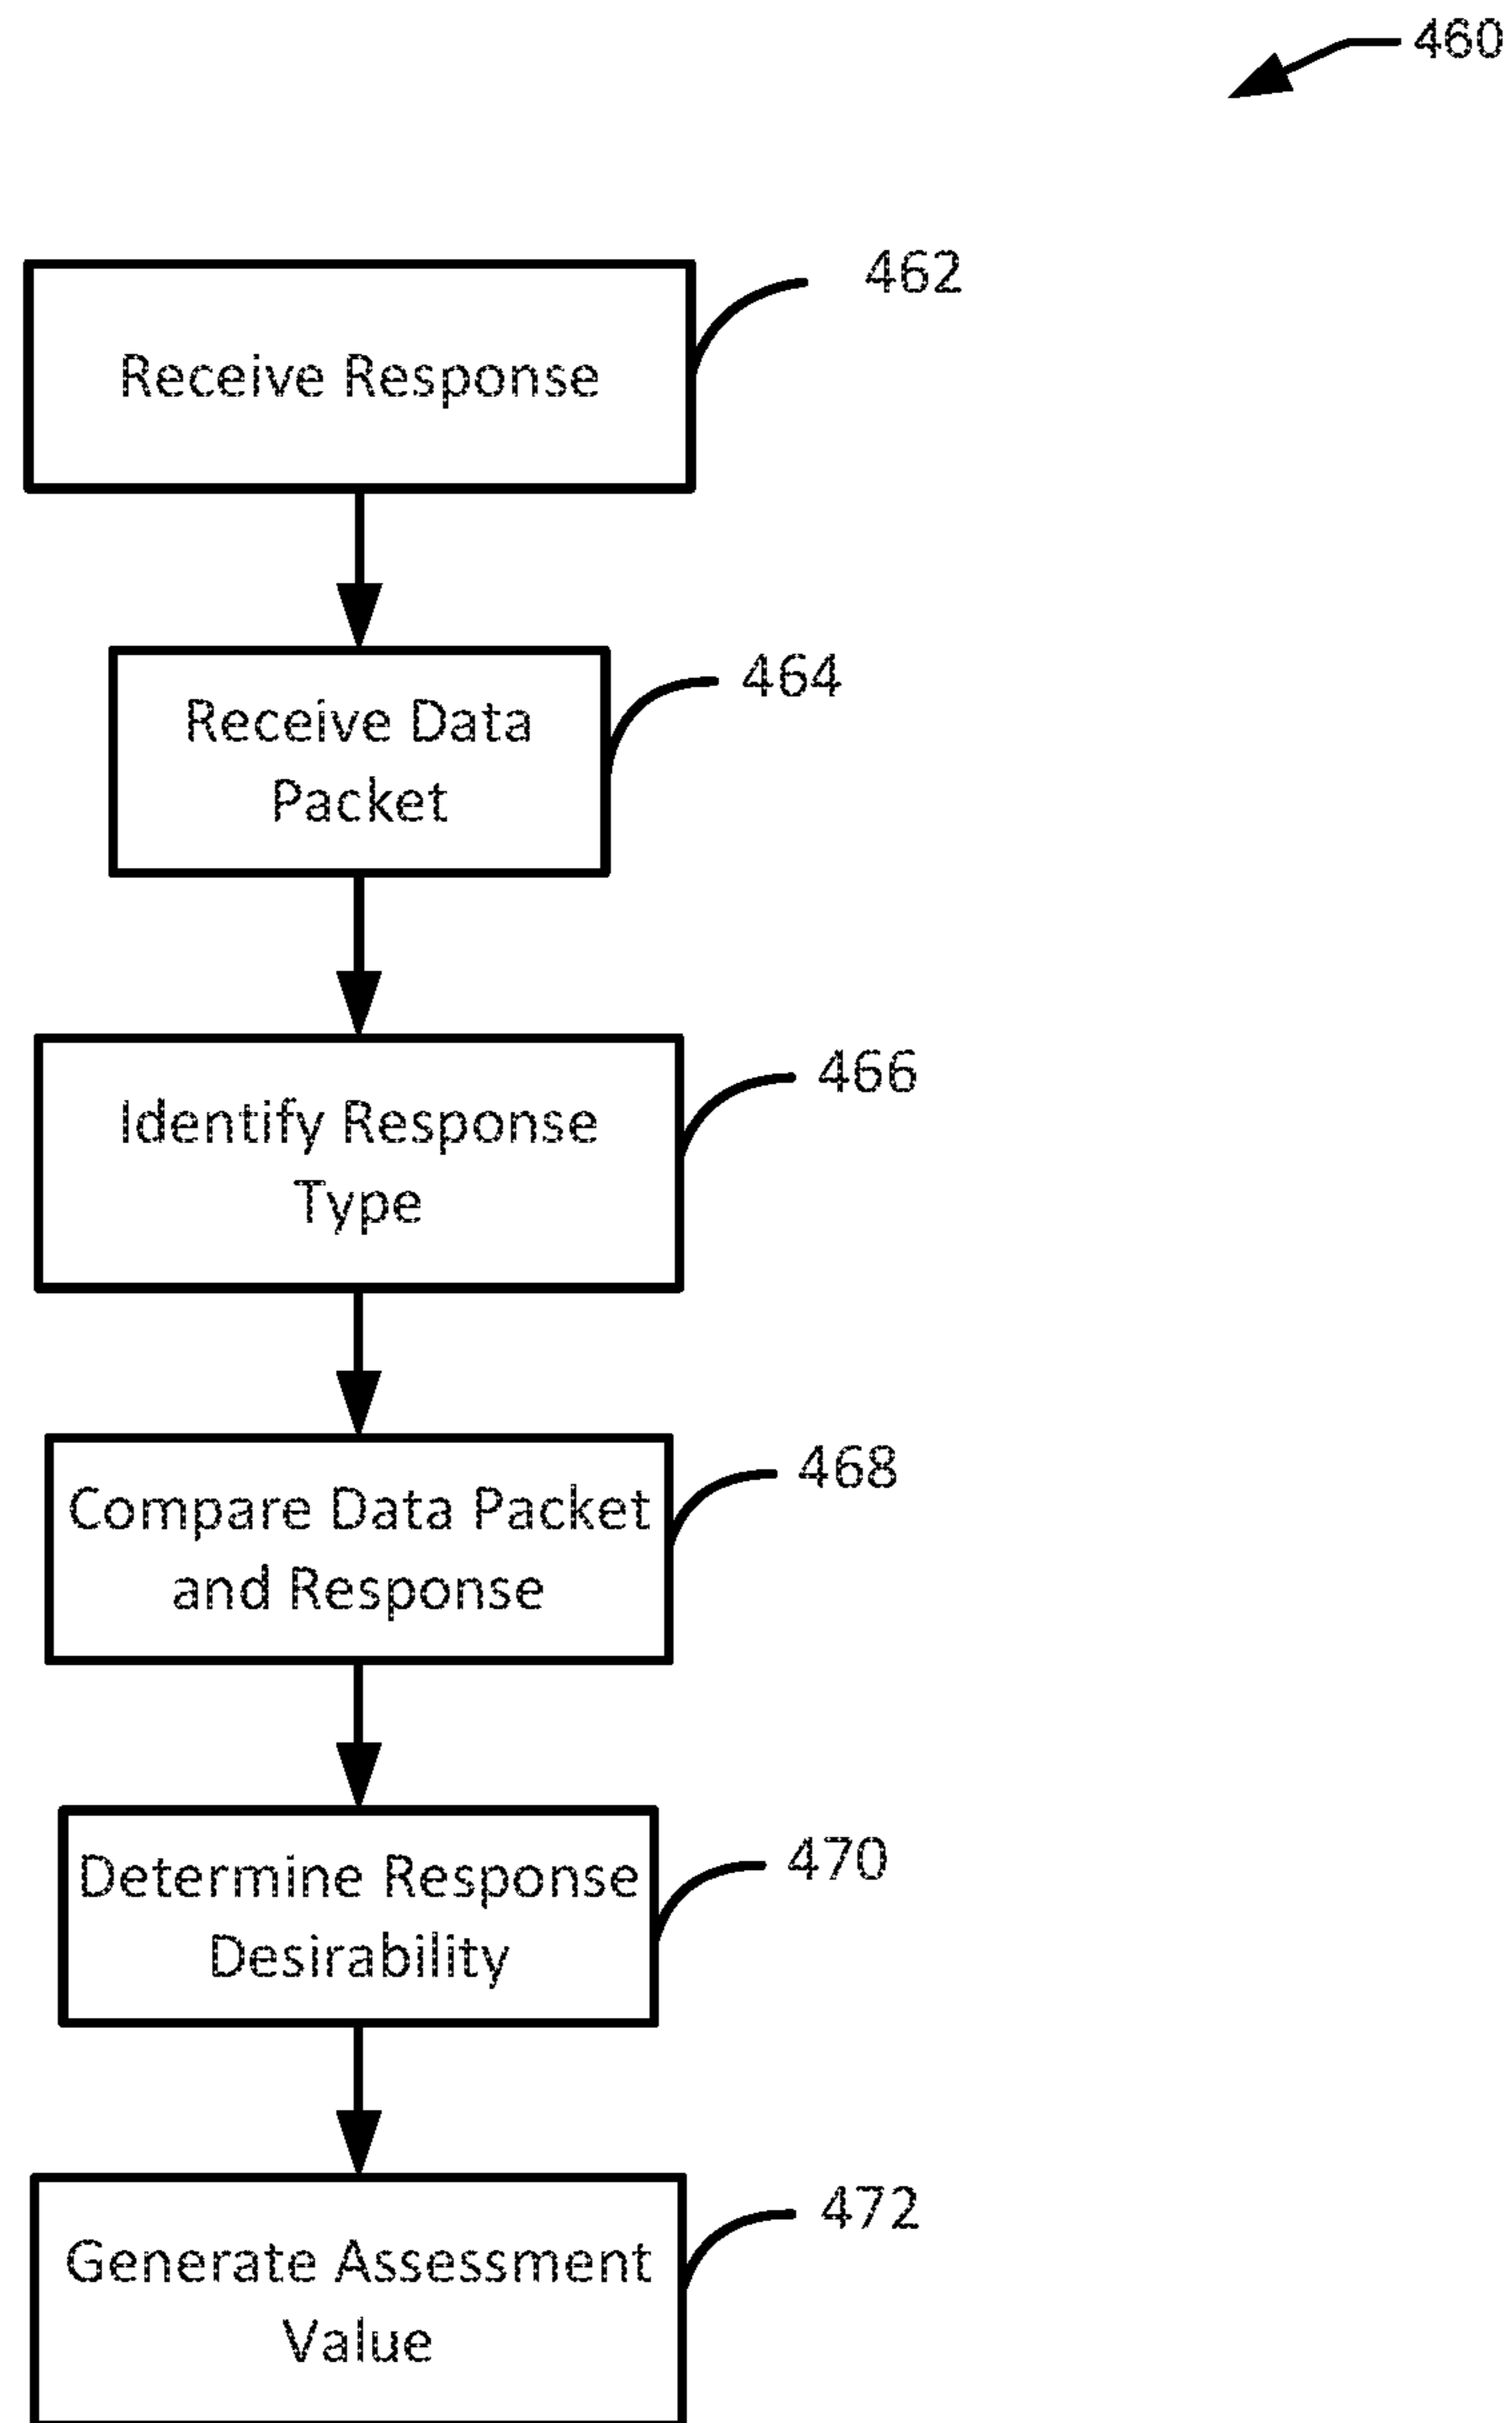 460
462
Receive Response
464
Receive Data
Packet
466
Identify Response
Type
468
Compare Data Packet
and Response
470
Determine Response
Desirability
472
Generate Assessment
Value